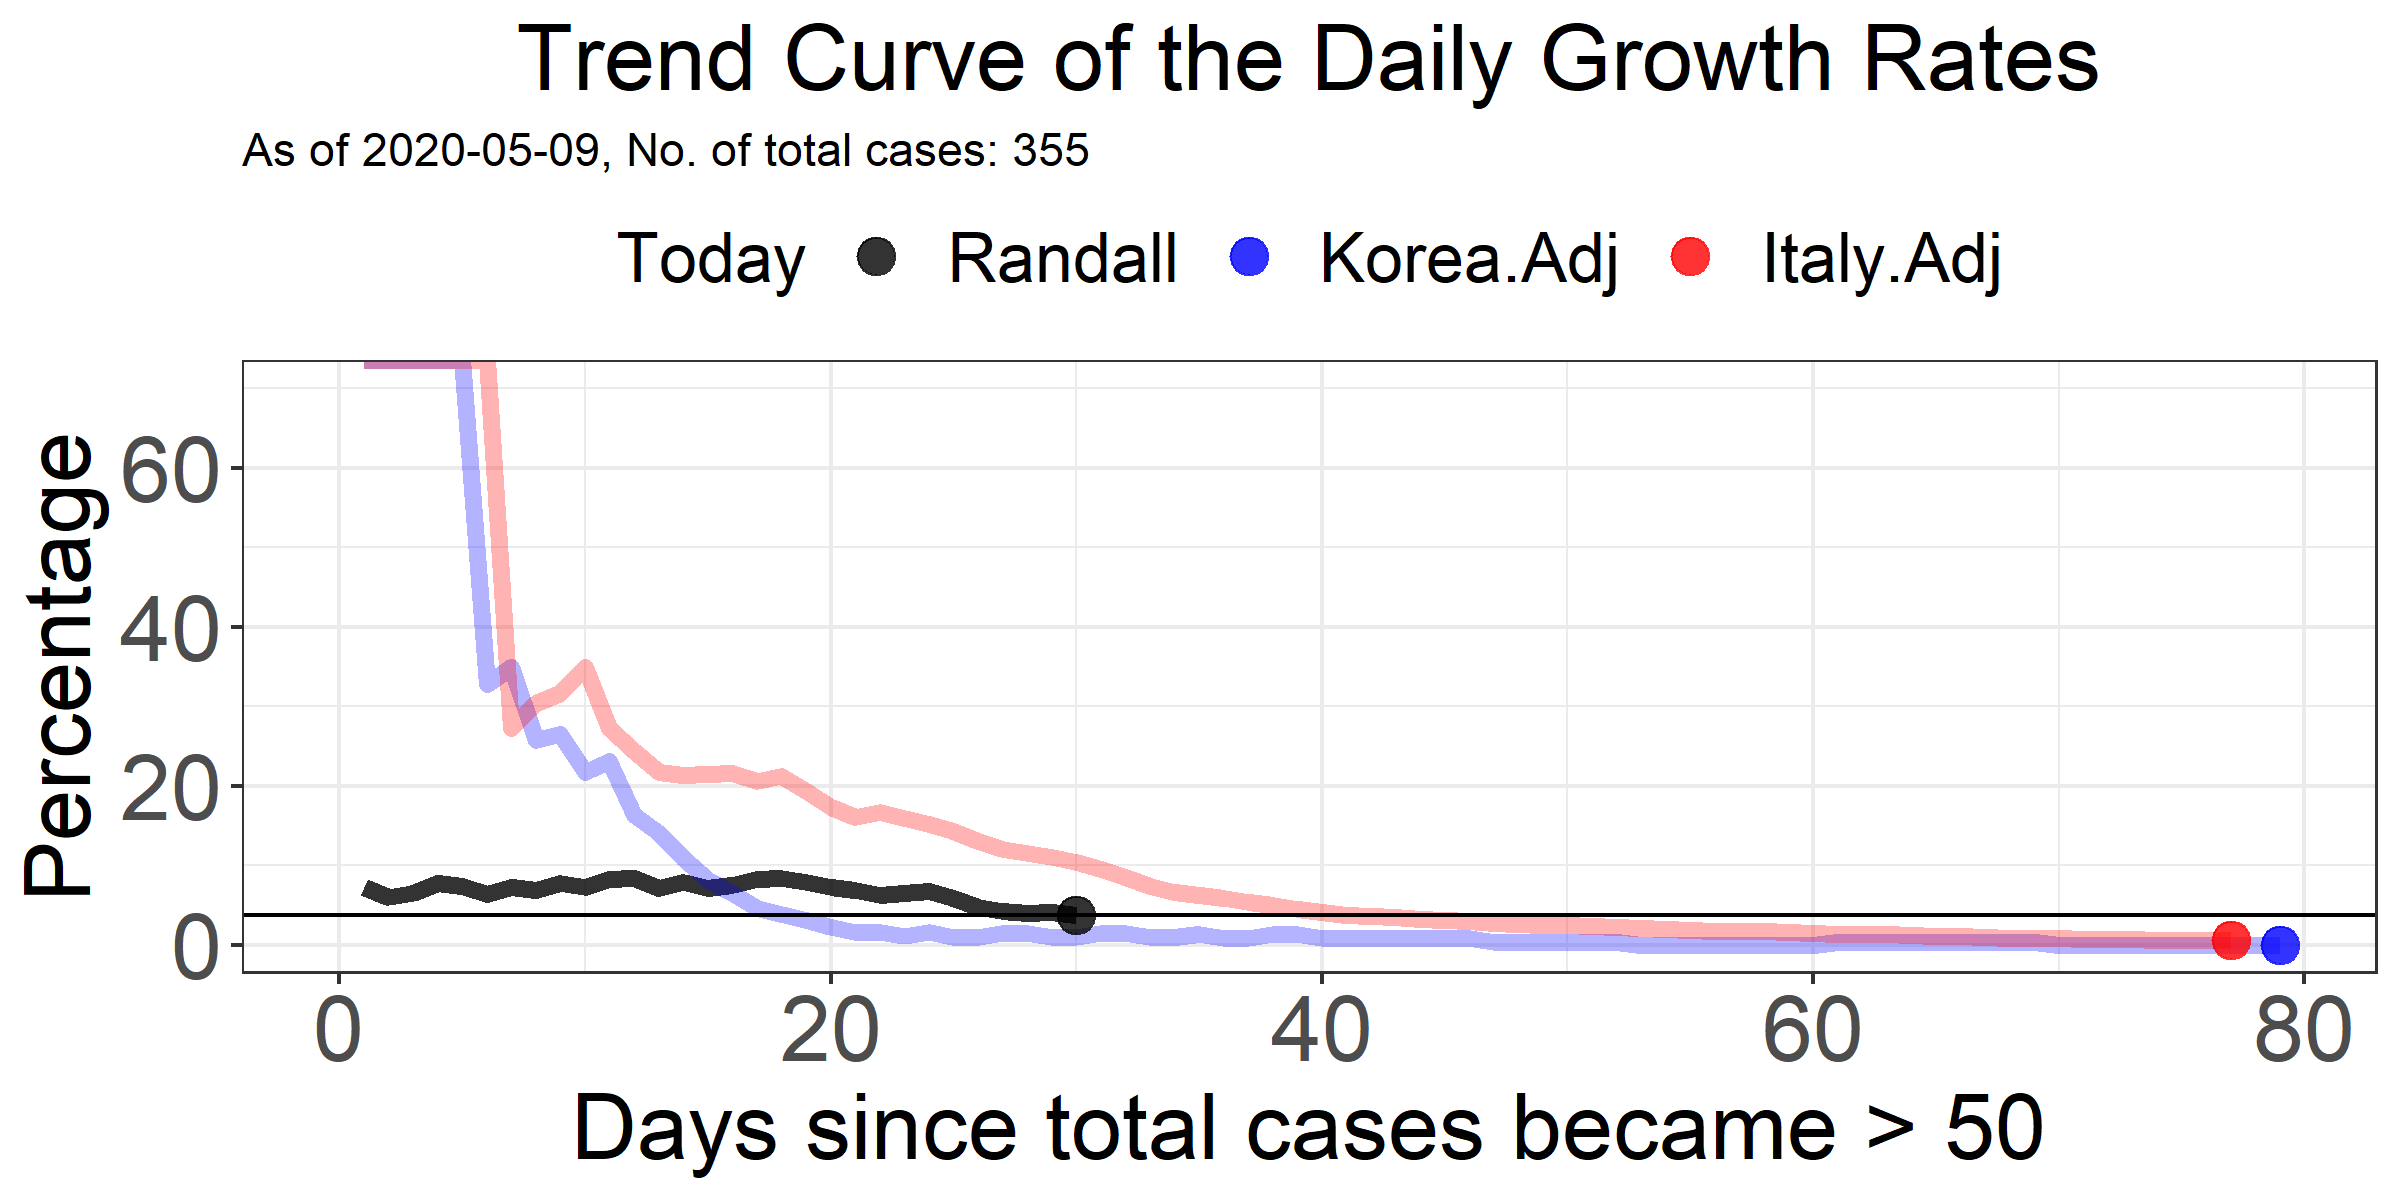 Trend Curve of the Daily Growth Rates
As of 2020-05-09, No. of total cases: 355
Today Randall Korea.Adj Italy.Adj
Percentage
60
40
20
0
0 20 40 60 80
Days since total cases became > 50